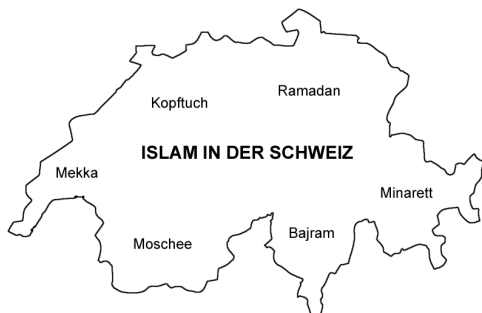 Ramadan
Kopftuch
ISLAM IN DER SCHWEIZ
Mekka
Minarett
Bajram
Moschee